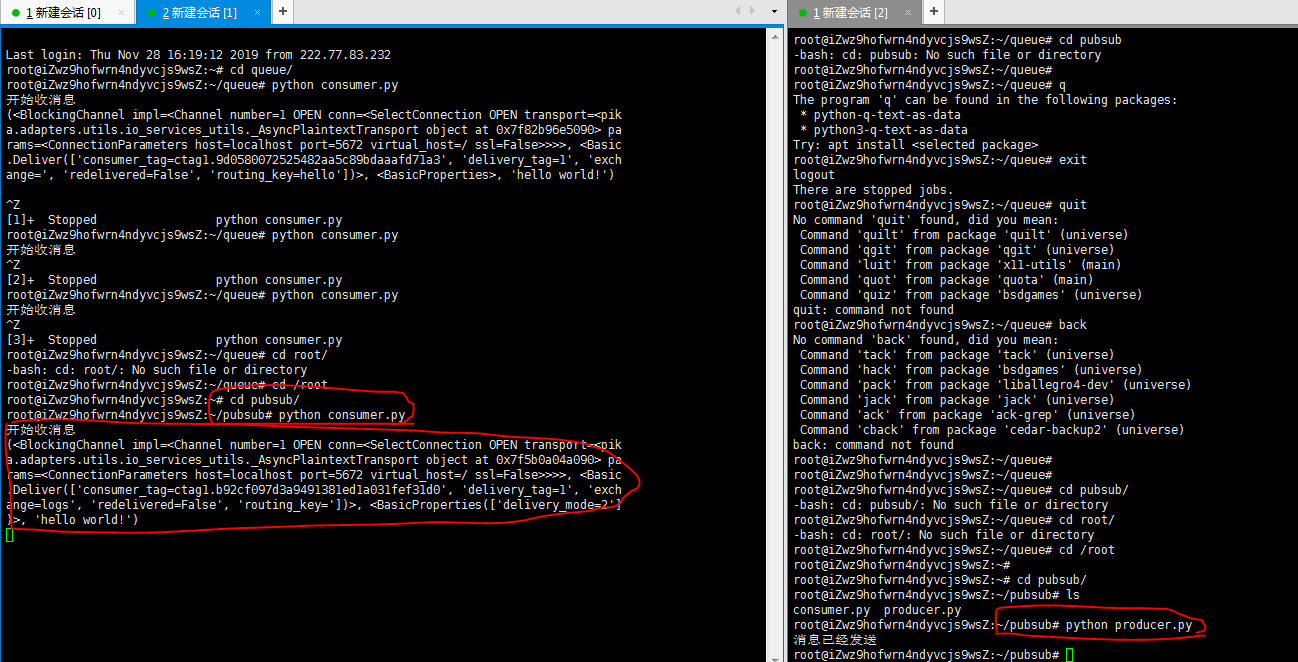 1 新建会话 [0] ×
2 新建会话 [1] ×
+
Last login: Thu Nov 28 16:19:12 2019 from 222.77.83.232
root@iZwz9hofwrn4ndyvcjs9wsZ:~# cd queue/
root@iZwz9hofwrn4ndyvcjs9wsZ:~/queue# python consumer.py
开始收消息
(<BlockingChannel impl=<Channel number=1 OPEN conn=<SelectConnection OPEN transport=<pik
a.adapters.utils.io_services_utils._AsyncPlaintextTransport object at 0x7f82b96e5090> pa
rams=<ConnectionParameters host=localhost port=5672 virtual_host=/ ssl=False>>>>, <Basic
.Deliver(['consumer_tag=ctag1.9d0580072525482aa5c89bdaaafd71a3', 'delivery_tag=1', 'exch
ange=', 'redelivered=False', 'routing_key=hello'])>, <BasicProperties>, 'hello world!')
^Z
[1]+  Stopped                 python consumer.py
root@iZwz9hofwrn4ndyvcjs9wsZ:~/queue# python consumer.py
开始收消息
^Z
[2]+  Stopped                 python consumer.py
root@iZwz9hofwrn4ndyvcjs9wsZ:~/queue# python consumer.py
开始收消息
^Z
[3]+  Stopped                 python consumer.py
root@iZwz9hofwrn4ndyvcjs9wsZ:~/queue# cd root/
-bash: cd: root/: No such file or directory
root@iZwz9hofwrn4ndyvcjs9wsZ:~/queue# cd /root
root@iZwz9hofwrn4ndyvcjs9wsZ:~# cd pubsub/
root@iZwz9hofwrn4ndyvcjs9wsZ:~/pubsub# python consumer.py
开始收消息
(<BlockingChannel impl=<Channel number=1 OPEN conn=<SelectConnection OPEN transport=<pik
a.adapters.utils.io_services_utils._AsyncPlaintextTransport object at 0x7f5b0a04a090> pa
rams=<ConnectionParameters host=localhost port=5672 virtual_host=/ ssl=False>>>>, <Basic
.Deliver(['consumer_tag=ctag1.b92cf097d3a9491381ed1a031fef31d0', 'delivery_tag=1', 'exch
ange=logs', 'redelivered=False', 'routing_key='])>, <BasicProperties(['delivery_mode=2']
)>, 'hello world!')
1 新建会话 [2] ×
+
root@iZwz9hofwrn4ndyvcjs9wsZ:~/queue# cd pubsub
-bash: cd: pubsub: No such file or directory
root@iZwz9hofwrn4ndyvcjs9wsZ:~/queue#
root@iZwz9hofwrn4ndyvcjs9wsZ:~/queue# q
The program 'q' can be found in the following packages:
 * python-q-text-as-data
 * python3-q-text-as-data
Try: apt install <selected package>
root@iZwz9hofwrn4ndyvcjs9wsZ:~/queue# exit
logout
There are stopped jobs.
root@iZwz9hofwrn4ndyvcjs9wsZ:~/queue# quit
No command 'quit' found, did you mean:
 Command 'quilt' from package 'quilt' (universe)
 Command 'qgit' from package 'qgit' (universe)
 Command 'luit' from package 'x11-utils' (main)
 Command 'quot' from package 'quota' (main)
 Command 'quiz' from package 'bsdgames' (universe)
quit: command not found
root@iZwz9hofwrn4ndyvcjs9wsZ:~/queue# back
No command 'back' found, did you mean:
 Command 'tack' from package 'tack' (universe)
 Command 'hack' from package 'bsdgames' (universe)
 Command 'pack' from package 'liballegro4-dev' (universe)
 Command 'jack' from package 'jack' (universe)
 Command 'ack' from package 'ack-grep' (universe)
 Command 'cback' from package 'cedar-backup2' (universe)
back: command not found
root@iZwz9hofwrn4ndyvcjs9wsZ:~/queue#
root@iZwz9hofwrn4ndyvcjs9wsZ:~/queue#
root@iZwz9hofwrn4ndyvcjs9wsZ:~/queue# cd pubsub/
-bash: cd: pubsub/: No such file or directory
root@iZwz9hofwrn4ndyvcjs9wsZ:~/queue# cd root/
-bash: cd: root/: No such file or directory
root@iZwz9hofwrn4ndyvcjs9wsZ:~/queue# cd /root
root@iZwz9hofwrn4ndyvcjs9wsZ:~#
root@iZwz9hofwrn4ndyvcjs9wsZ:~# cd pubsub/
root@iZwz9hofwrn4ndyvcjs9wsZ:~/pubsub# ls
consumer.py  producer.py
root@iZwz9hofwrn4ndyvcjs9wsZ:~/pubsub# python producer.py
消息已经发送
root@iZwz9hofwrn4ndyvcjs9wsZ:~/pubsub#